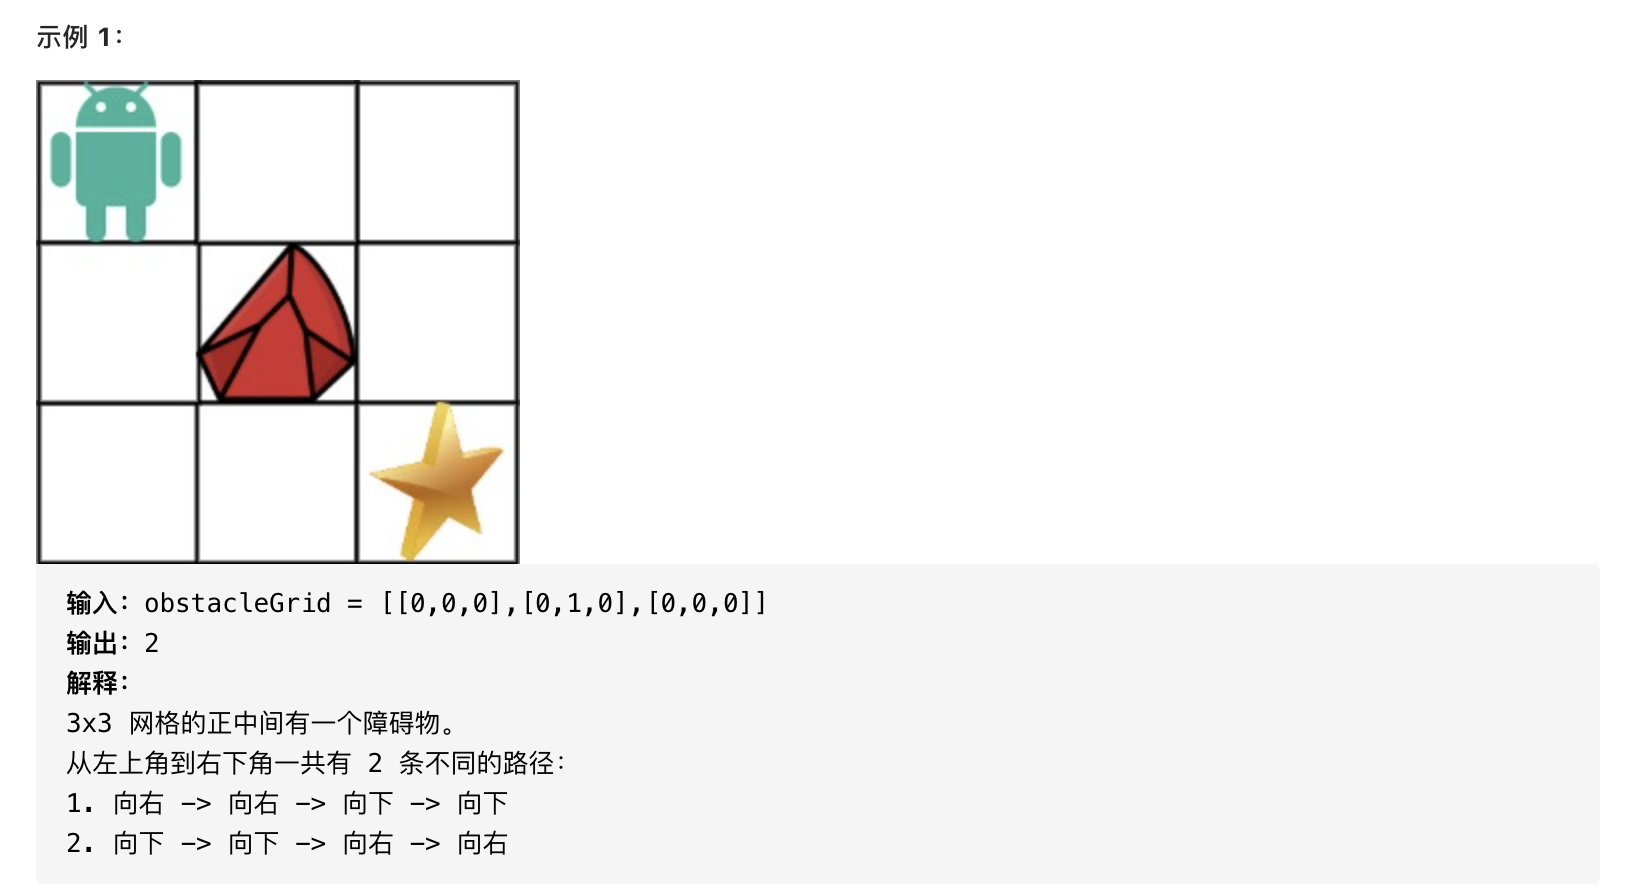 示例 1：
输入：obstacleGrid = [[0,0,0],[0,1,0],[0,0,0]]
输出：2
解释：
3x3 网格的正中间有一个障碍物。
从左上角到右下角一共有 2 条不同的路径：
1. 向右 -> 向右 -> 向下 -> 向下
2. 向下 -> 向下 -> 向右 -> 向右